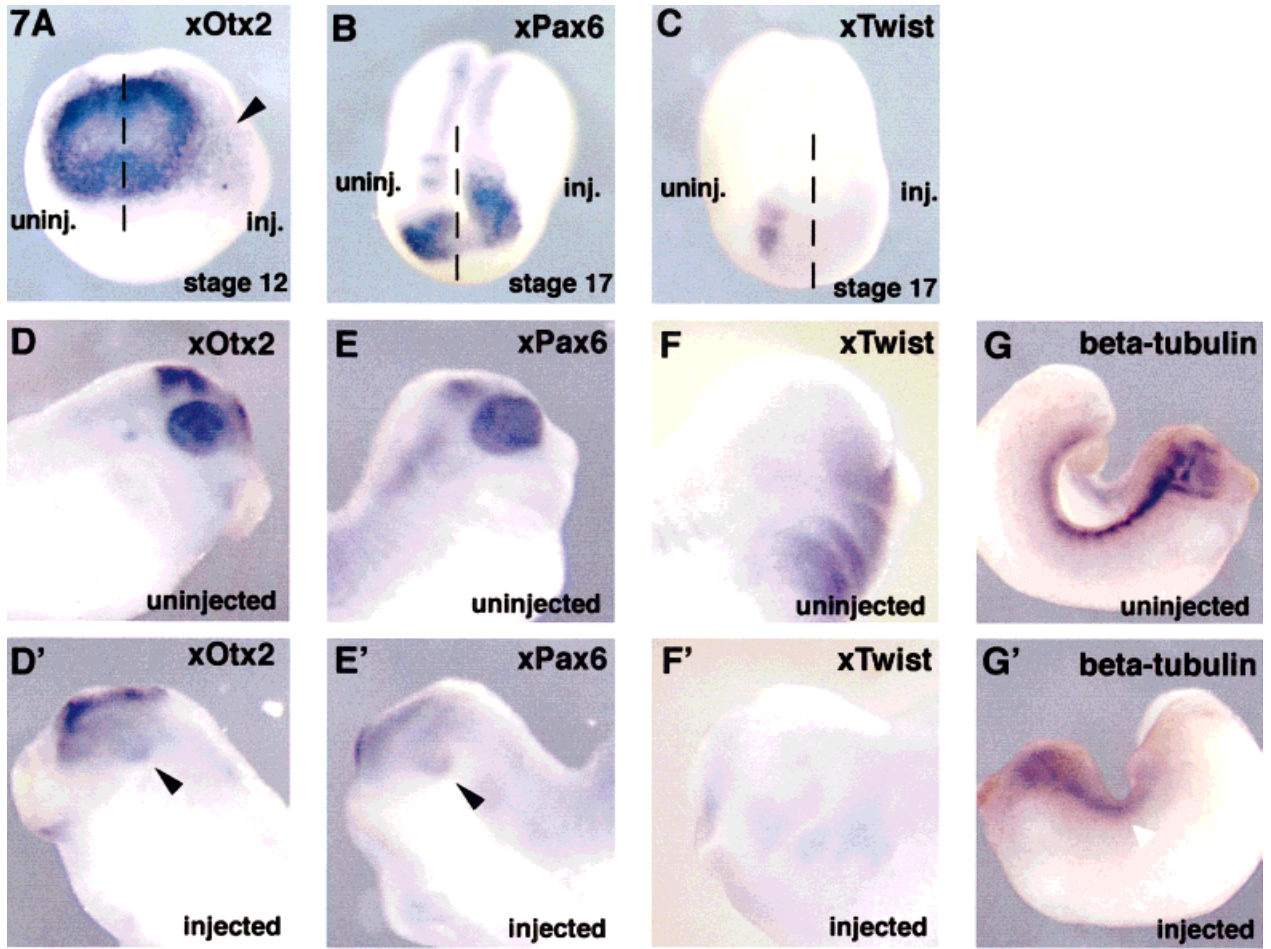 7A xOtx2
uninj. inj.
stage 12
B xPax6
uninj. inj.
stage 17
C xTwist
uninj. inj.
stage 17
D xOtx2
uninjected
E xPax6
uninjected
F xTwist
uninjected
G beta-tubulin
uninjected
D' xOtx2
injected
E' xPax6
injected
F' xTwist
injected
G' beta-tubulin
injected